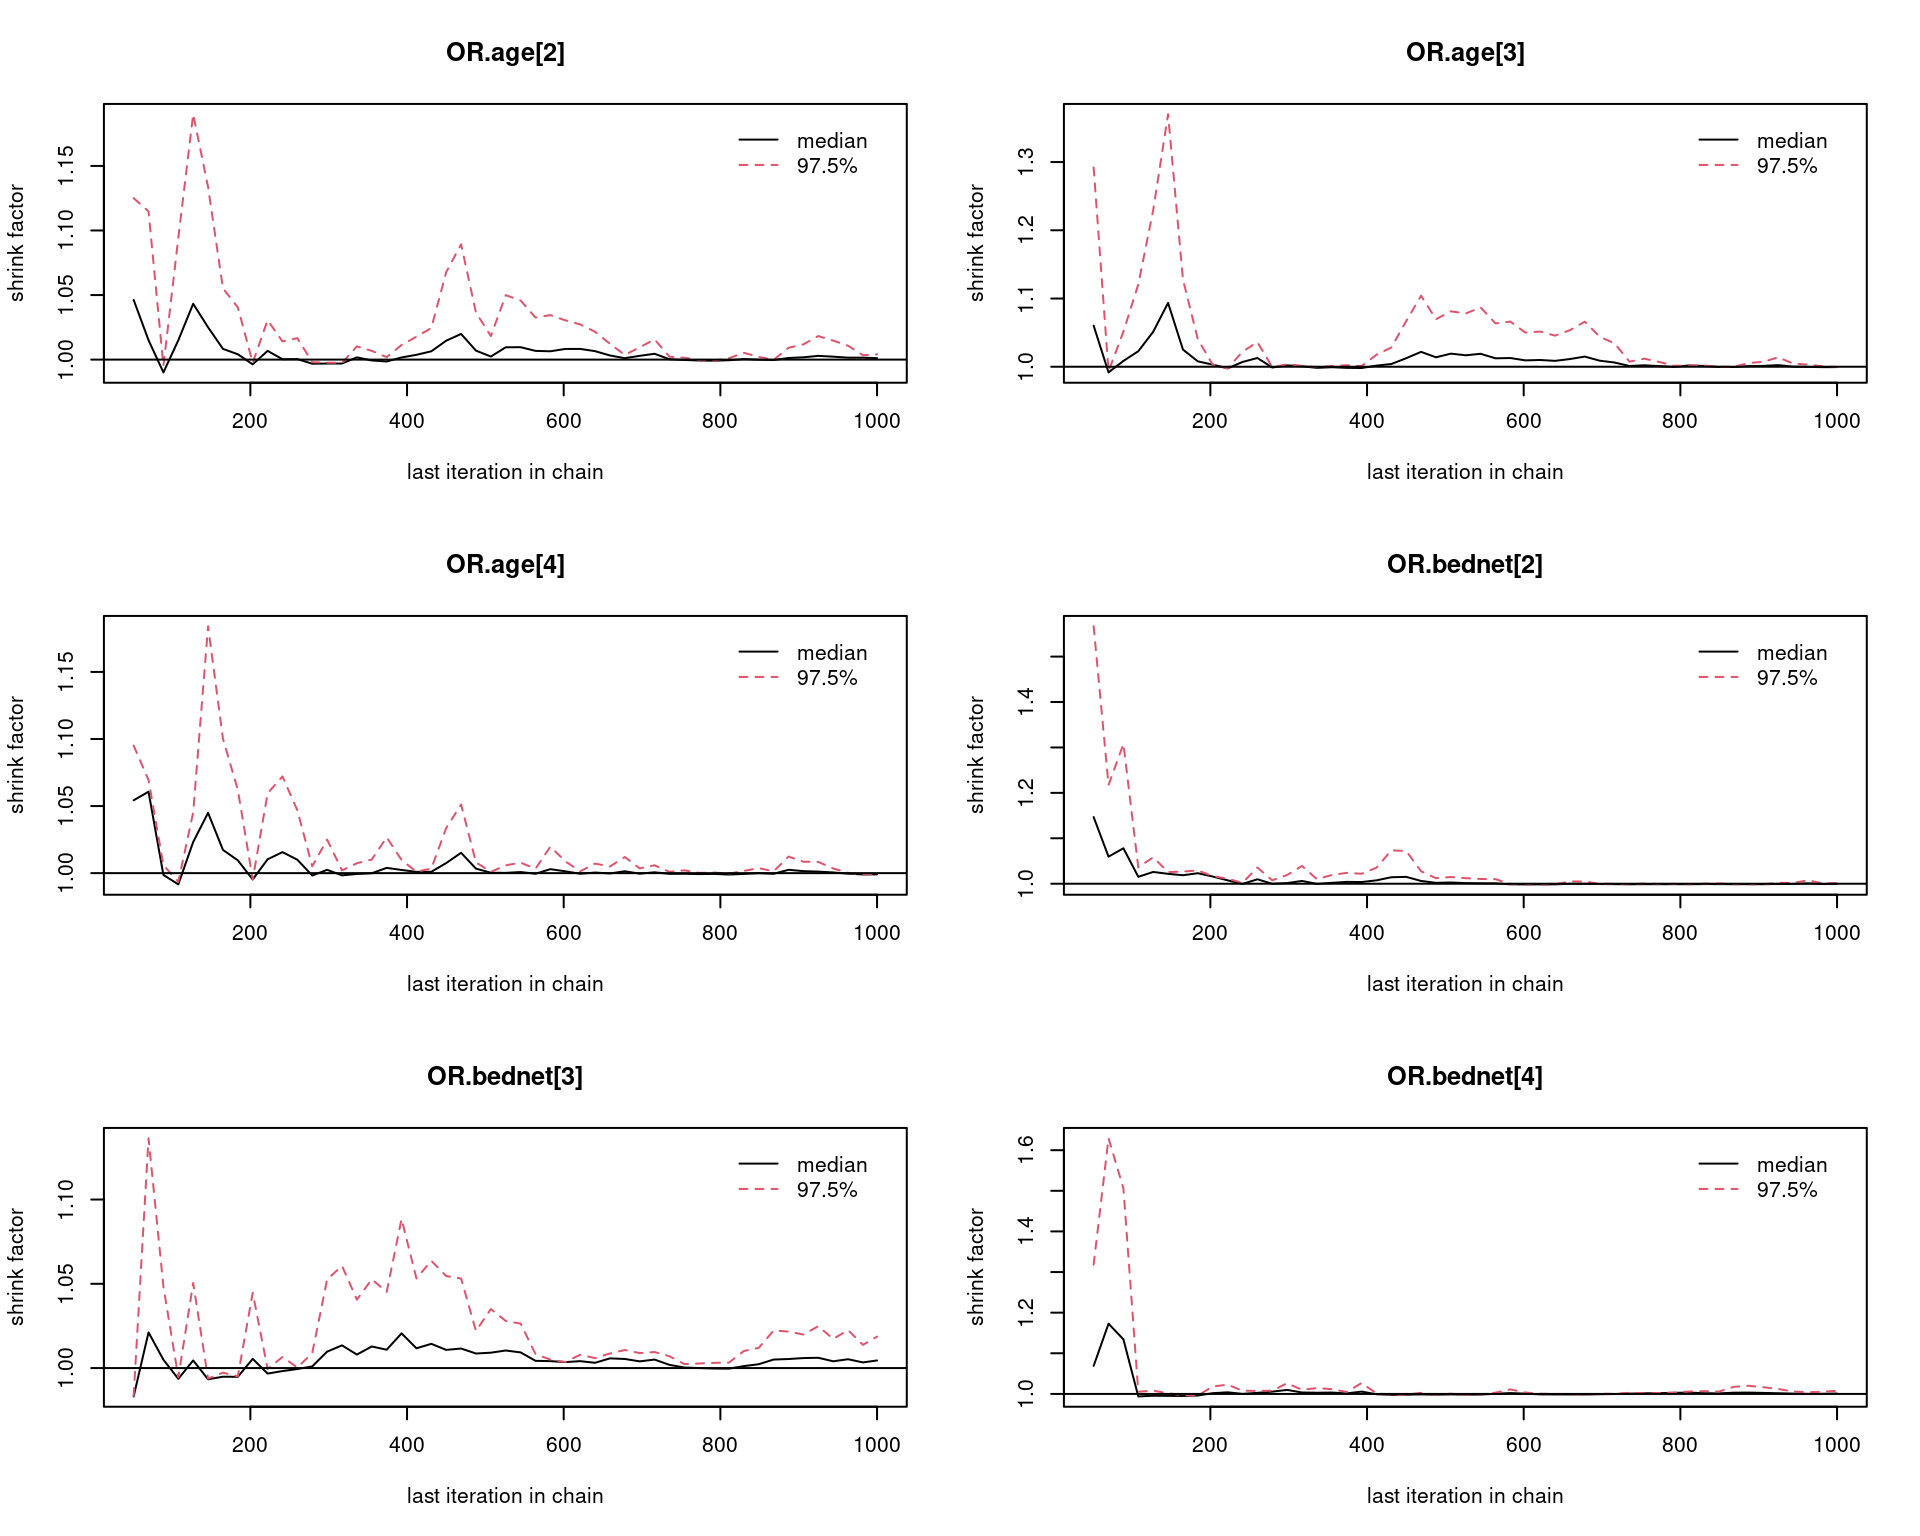 OR.age[2]
shrink factor
1.00 1.05 1.10 1.15
median
97.5%
200 400 600 800 1000
last iteration in chain
OR.age[3]
shrink factor
1.0 1.1 1.2 1.3
median
97.5%
200 400 600 800 1000
last iteration in chain
OR.age[4]
shrink factor
1.00 1.05 1.10 1.15
median
97.5%
200 400 600 800 1000
last iteration in chain
OR.bednet[2]
shrink factor
1.0 1.2 1.4
median
97.5%
200 400 600 800 1000
last iteration in chain
OR.bednet[3]
shrink factor
1.00 1.05 1.10
median
97.5%
200 400 600 800 1000
last iteration in chain
OR.bednet[4]
shrink factor
1.0 1.2 1.4 1.6
median
97.5%
200 400 600 800 1000
last iteration in chain